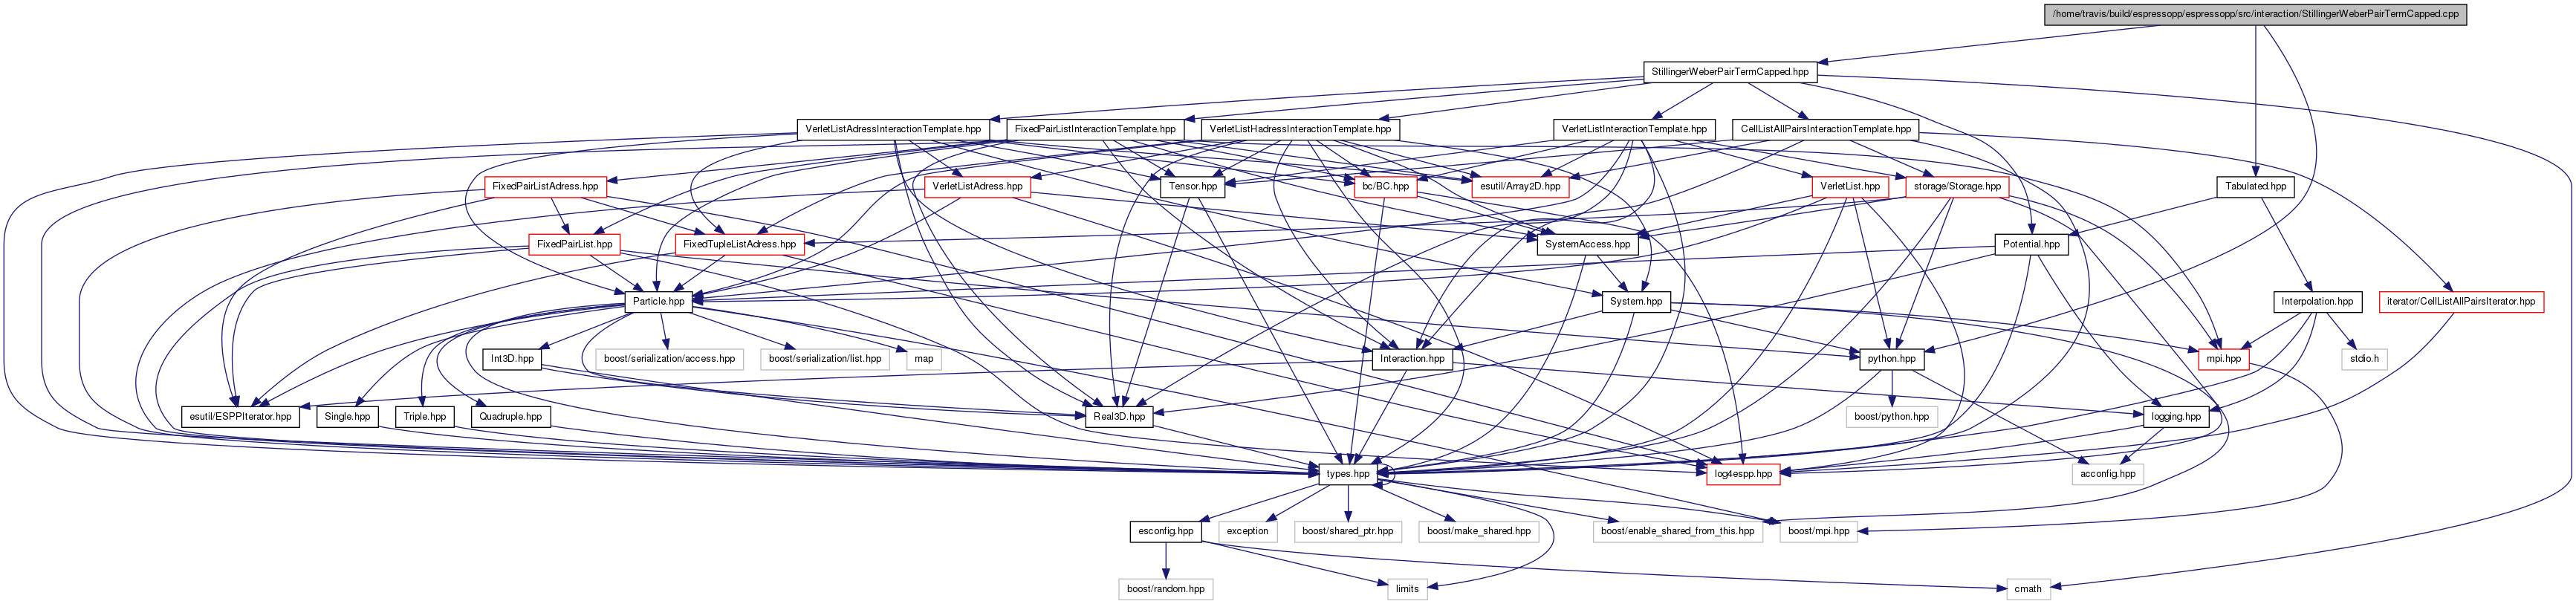 /home/travis/build/espressopp/espressopp/src/interaction/StillingerWeberPairTermCapped.cpp
StillingerWeberPairTermCapped.hpp
VerletListAdressInteractionTemplate.hpp
FixedPairListInteractionTemplate.hpp
VerletListHadressInteractionTemplate.hpp
VerletListInteractionTemplate.hpp
CellListAllPairsInteractionTemplate.hpp
FixedPairListAdress.hpp
VerletListAdress.hpp
Tensor.hpp
bc/BC.hpp
esutil/Array2D.hpp
VerletList.hpp
storage/Storage.hpp
Tabulated.hpp
FixedPairList.hpp
FixedTupleListAdress.hpp
SystemAccess.hpp
Potential.hpp
Particle.hpp
System.hpp
Interpolation.hpp
iterator/CellListAllPairsIterator.hpp
Int3D.hpp
boost/serialization/access.hpp
boost/serialization/list.hpp
map
Interaction.hpp
python.hpp
mpi.hpp
stdio.h
esutil/ESPPIterator.hpp
Single.hpp
Triple.hpp
Quadruple.hpp
Real3D.hpp
boost/python.hpp
logging.hpp
types.hpp
log4espp.hpp
acconfig.hpp
esconfig.hpp
exception
boost/shared_ptr.hpp
boost/make_shared.hpp
boost/enable_shared_from_this.hpp
boost/mpi.hpp
boost/random.hpp
limits
cmath